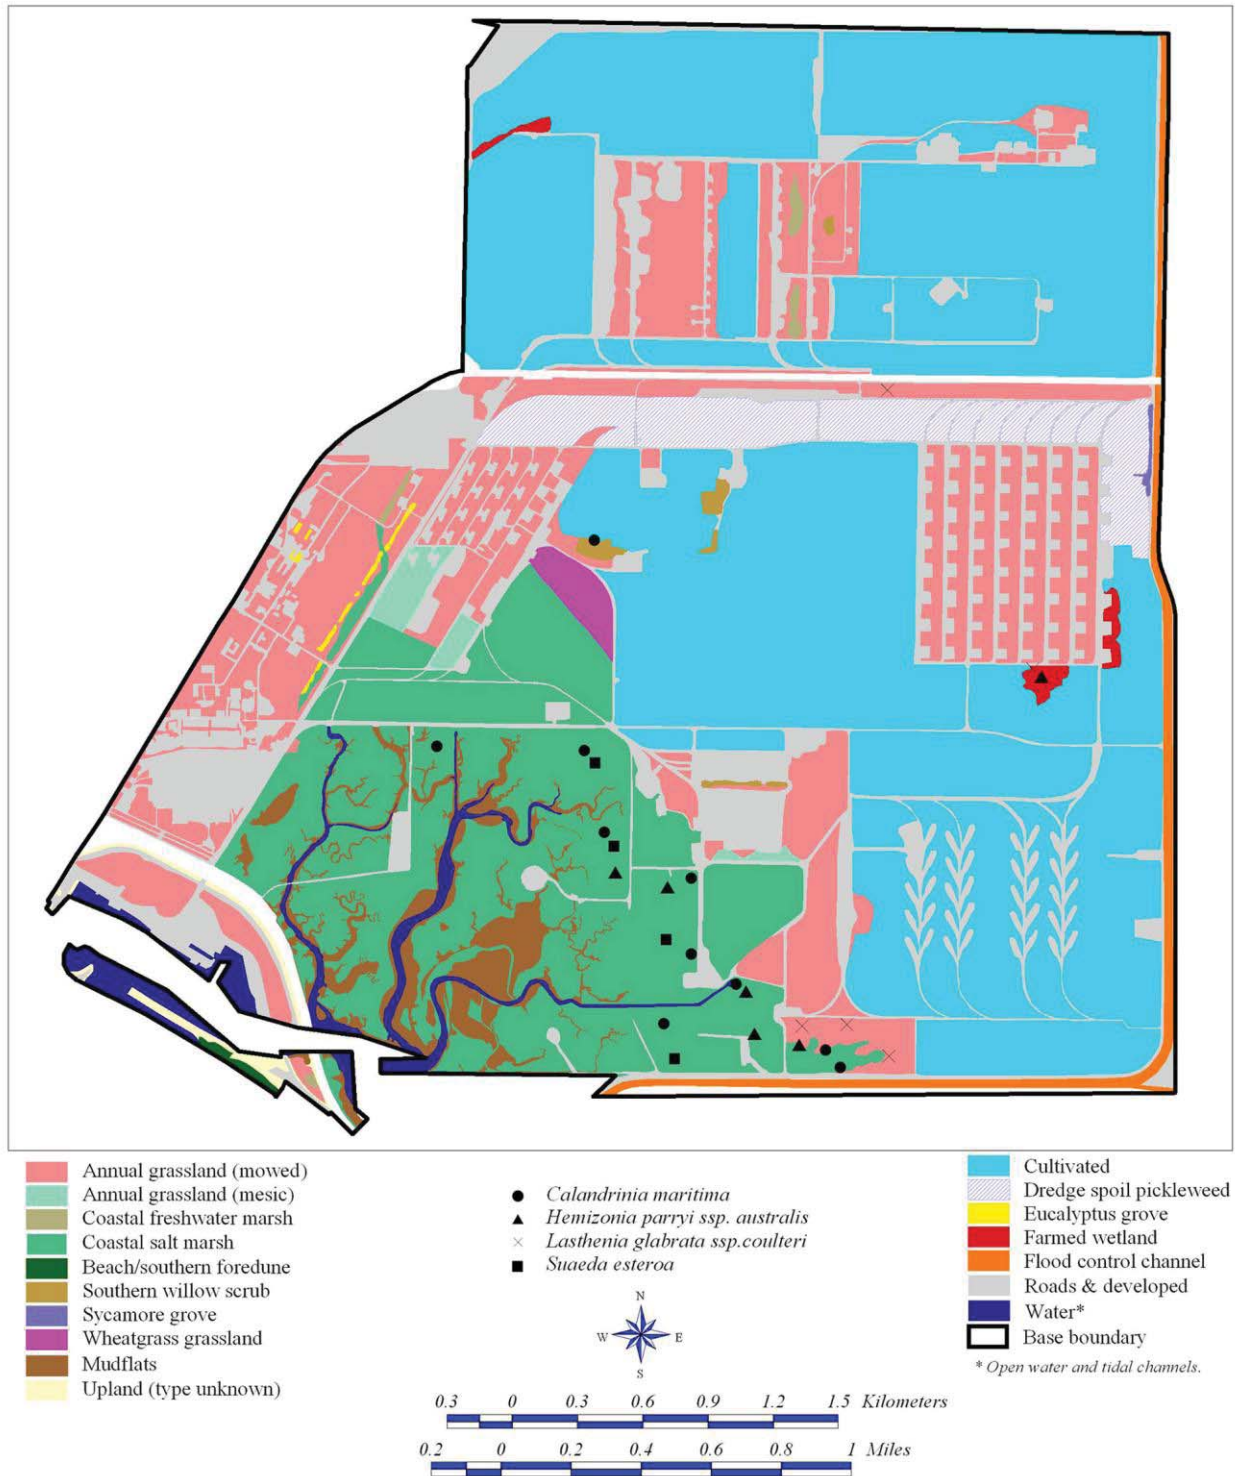 Annual grassland (mowed)
Annual grassland (mesic)
Coastal freshwater marsh
Coastal salt marsh
Beach/southern foredune
Southern willow scrub
Sycamore grove
Wheatgrass grassland
Mudflats
Upland (type unknown)
Calandrinia maritima
Hemizonia parryi ssp. australis
Lasthenia glabrata ssp.coulteri
Suaeda esteroa
N
W E
S
0.3 0 0.3 0.6 0.9 1.2 1.5 Kilometers
0.2 0 0.2 0.4 0.6 0.8 1 Miles
Cultivated
Dredge spoil pickleweed
Eucalyptus grove
Farmed wetland
Flood control channel
Roads & developed
Water*
Base boundary
* Open water and tidal channels.